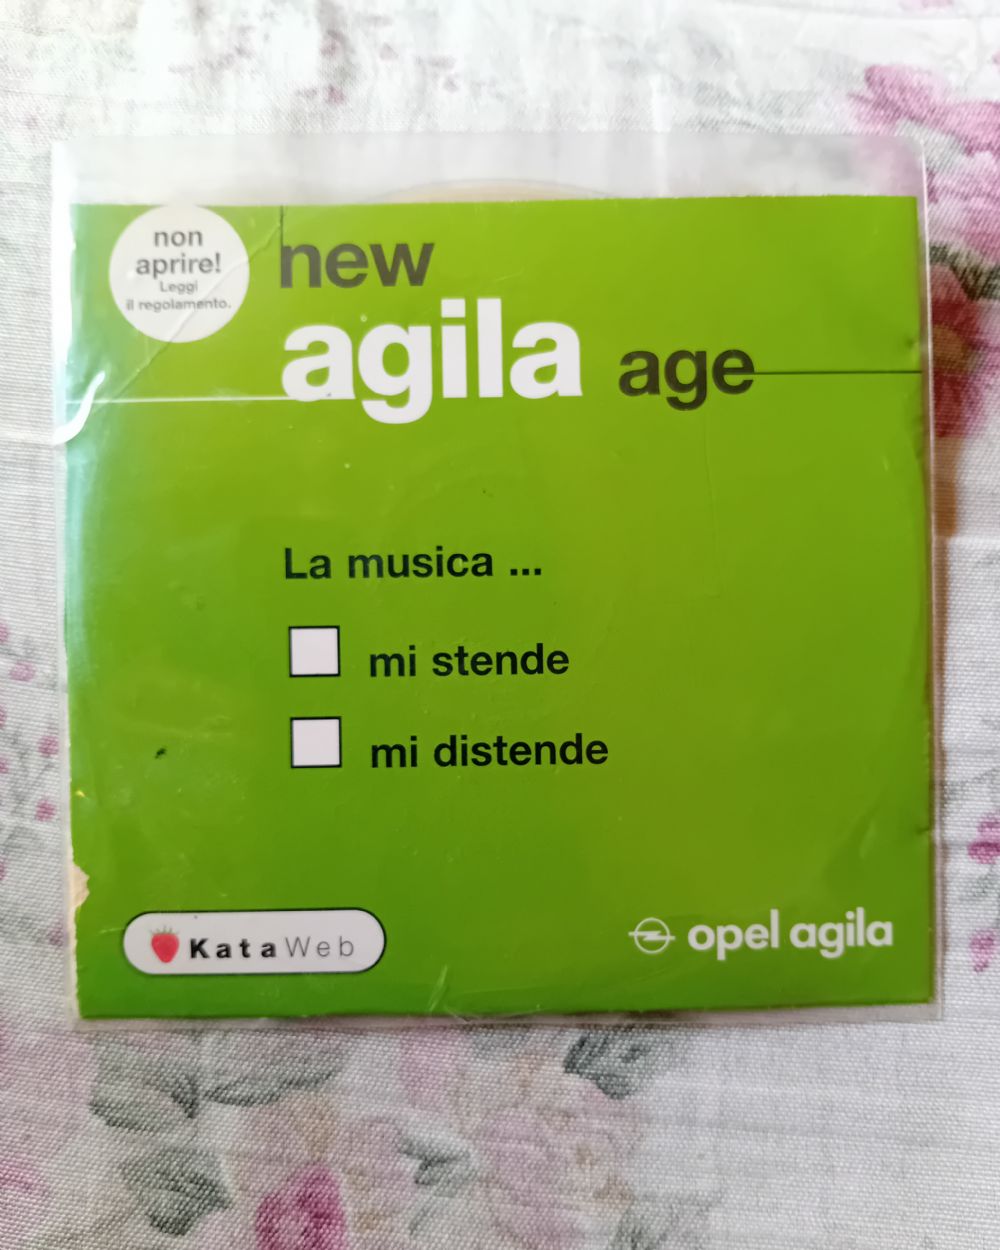 non
aprire!
Leggi
il regolamento.
new
agila age
La musica ...
mi stende
mi distende
KataWeb
opel agila